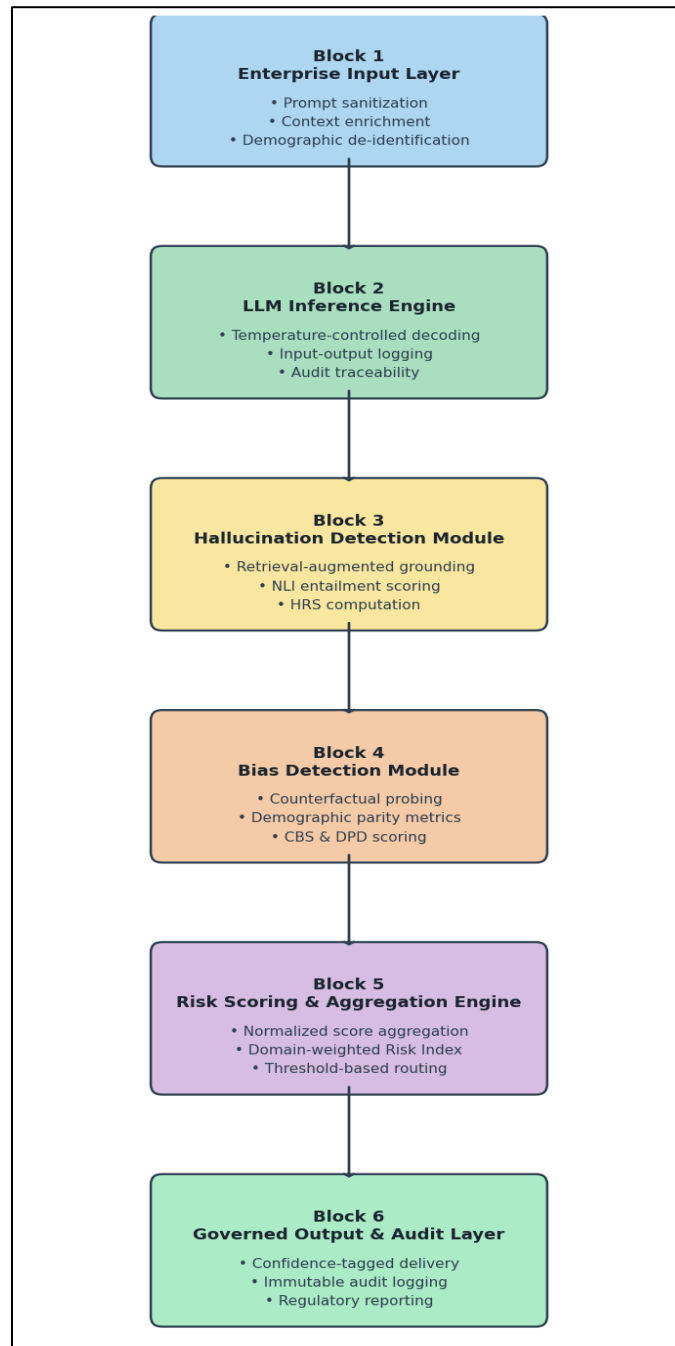 Block 1
Enterprise Input Layer
• Prompt sanitization
• Context enrichment
• Demographic de-identification
Block 2
LLM Inference Engine
• Temperature-controlled decoding
• Input-output logging
• Audit traceability
Block 3
Hallucination Detection Module
• Retrieval-augmented grounding
• NLI entailment scoring
• HRS computation
Block 4
Bias Detection Module
• Counterfactual probing
• Demographic parity metrics
• CBS & DPD scoring
Block 5
Risk Scoring & Aggregation Engine
• Normalized score aggregation
• Domain-weighted Risk Index
• Threshold-based routing
Block 6
Governed Output & Audit Layer
• Confidence-tagged delivery
• Immutable audit logging
• Regulatory reporting